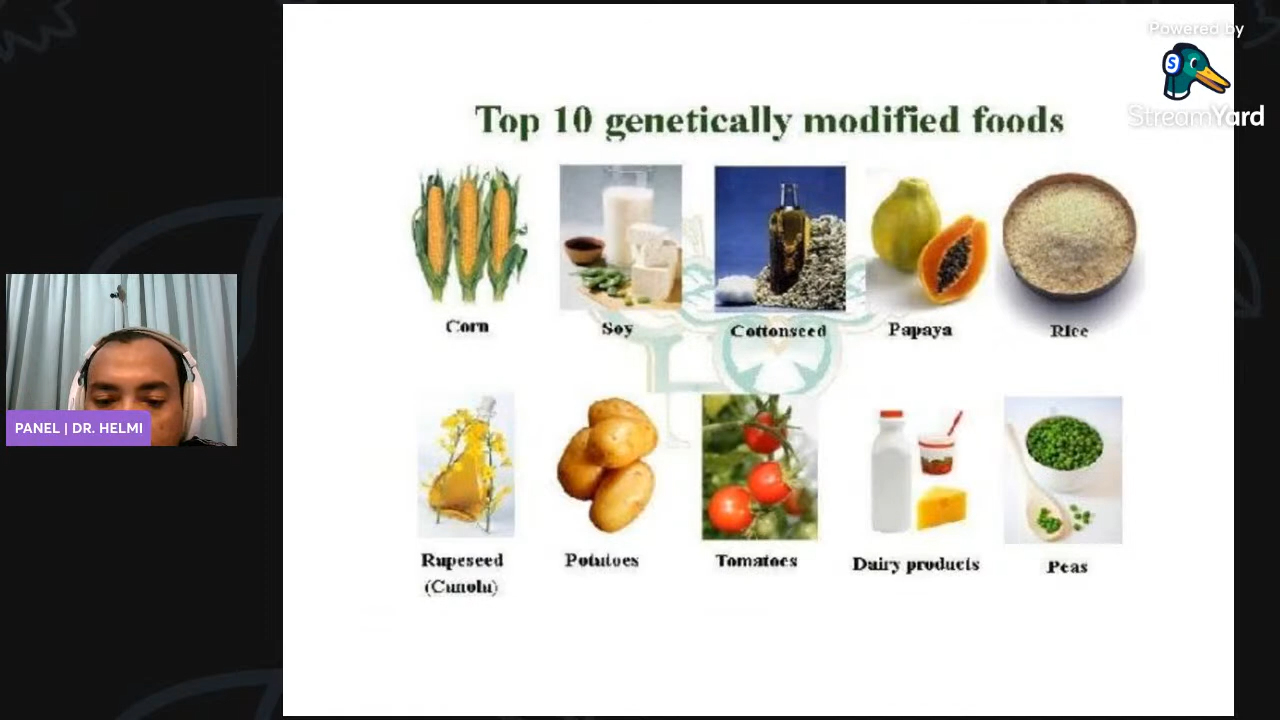 Powered by
StreamYard
Top 10 genetically modified foods
Corn
Soy
Cottonseed
Papaya
Rice
Rapeseed
(Canola)
Potatoes
Tomatoes
Dairy products
Peas
PANEL | DR. HELMI
S